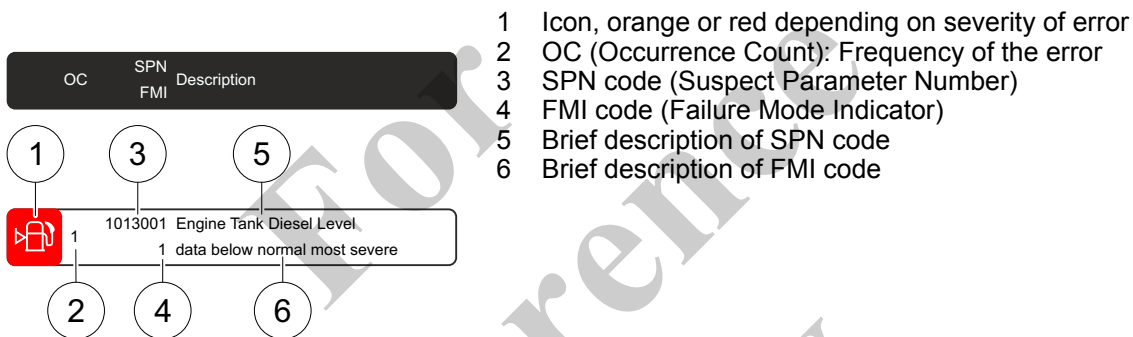 1 Icon, orange or red depending on severity of error
2 OC (Occurrence Count): Frequency of the error
3 SPN code (Suspect Parameter Number)
4 FMI code (Failure Mode Indicator)
5 Brief description of SPN code
6 Brief description of FMI code
OC SPN Description
FMI
1 3 5
1013001 Engine Tank Diesel Level
1
1 data below normal most severe
2 4 6
For